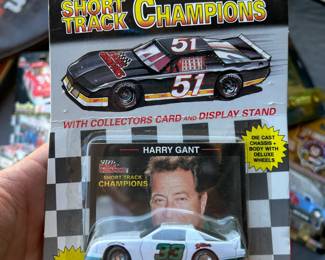 SHORT TRACK CHAMPIONS
51
51
WITH COLLECTORS CARD AND DISPLAY STAND
HARRY GANT
SHORT TRACK
CHAMPIONS
DIE CAST
CHASSIS +
BODY WITH
DELUXE
WHEELS
33